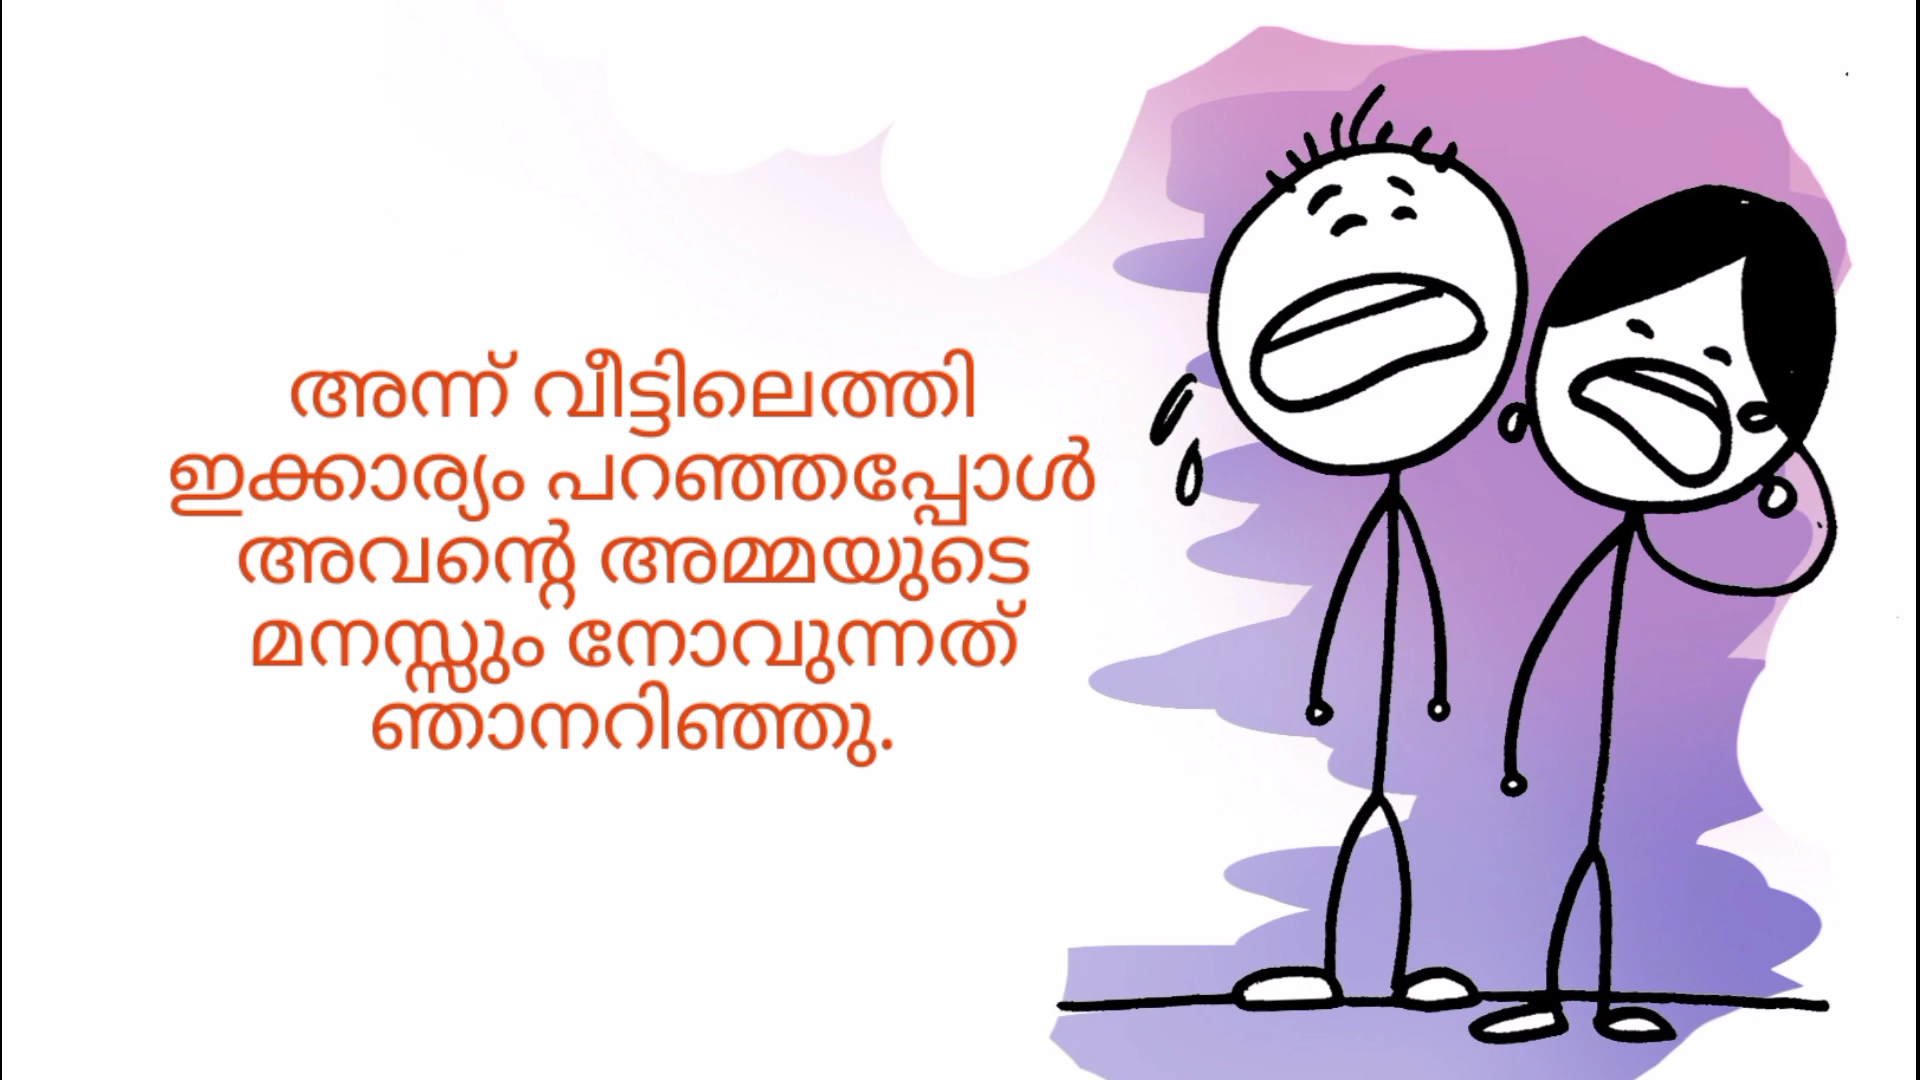 അന്ന് വീട്ടിലെത്തി
ഇക്കാര്യം പറഞ്ഞപ്പോൾ
അവന്റെ അമ്മയുടെ
മനസ്സും നോവുന്നത്
ഞാനറിഞ്ഞു.